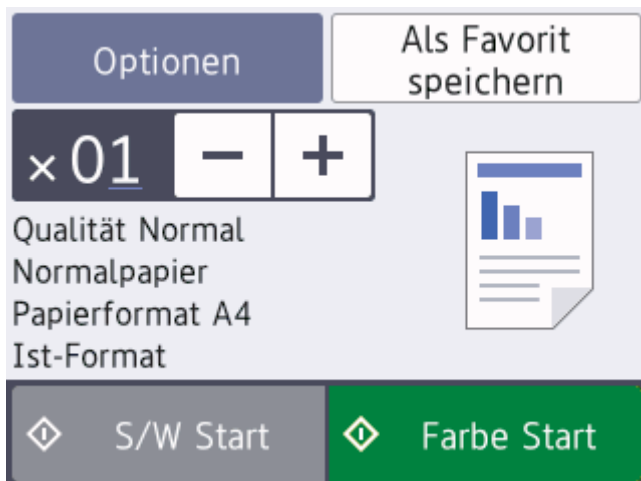 Optionen
Als Favorit
speichern
×01 − +
Qualität Normal
Normalpapier
Papierformat A4
Ist-Format
S/W Start
Farbe Start